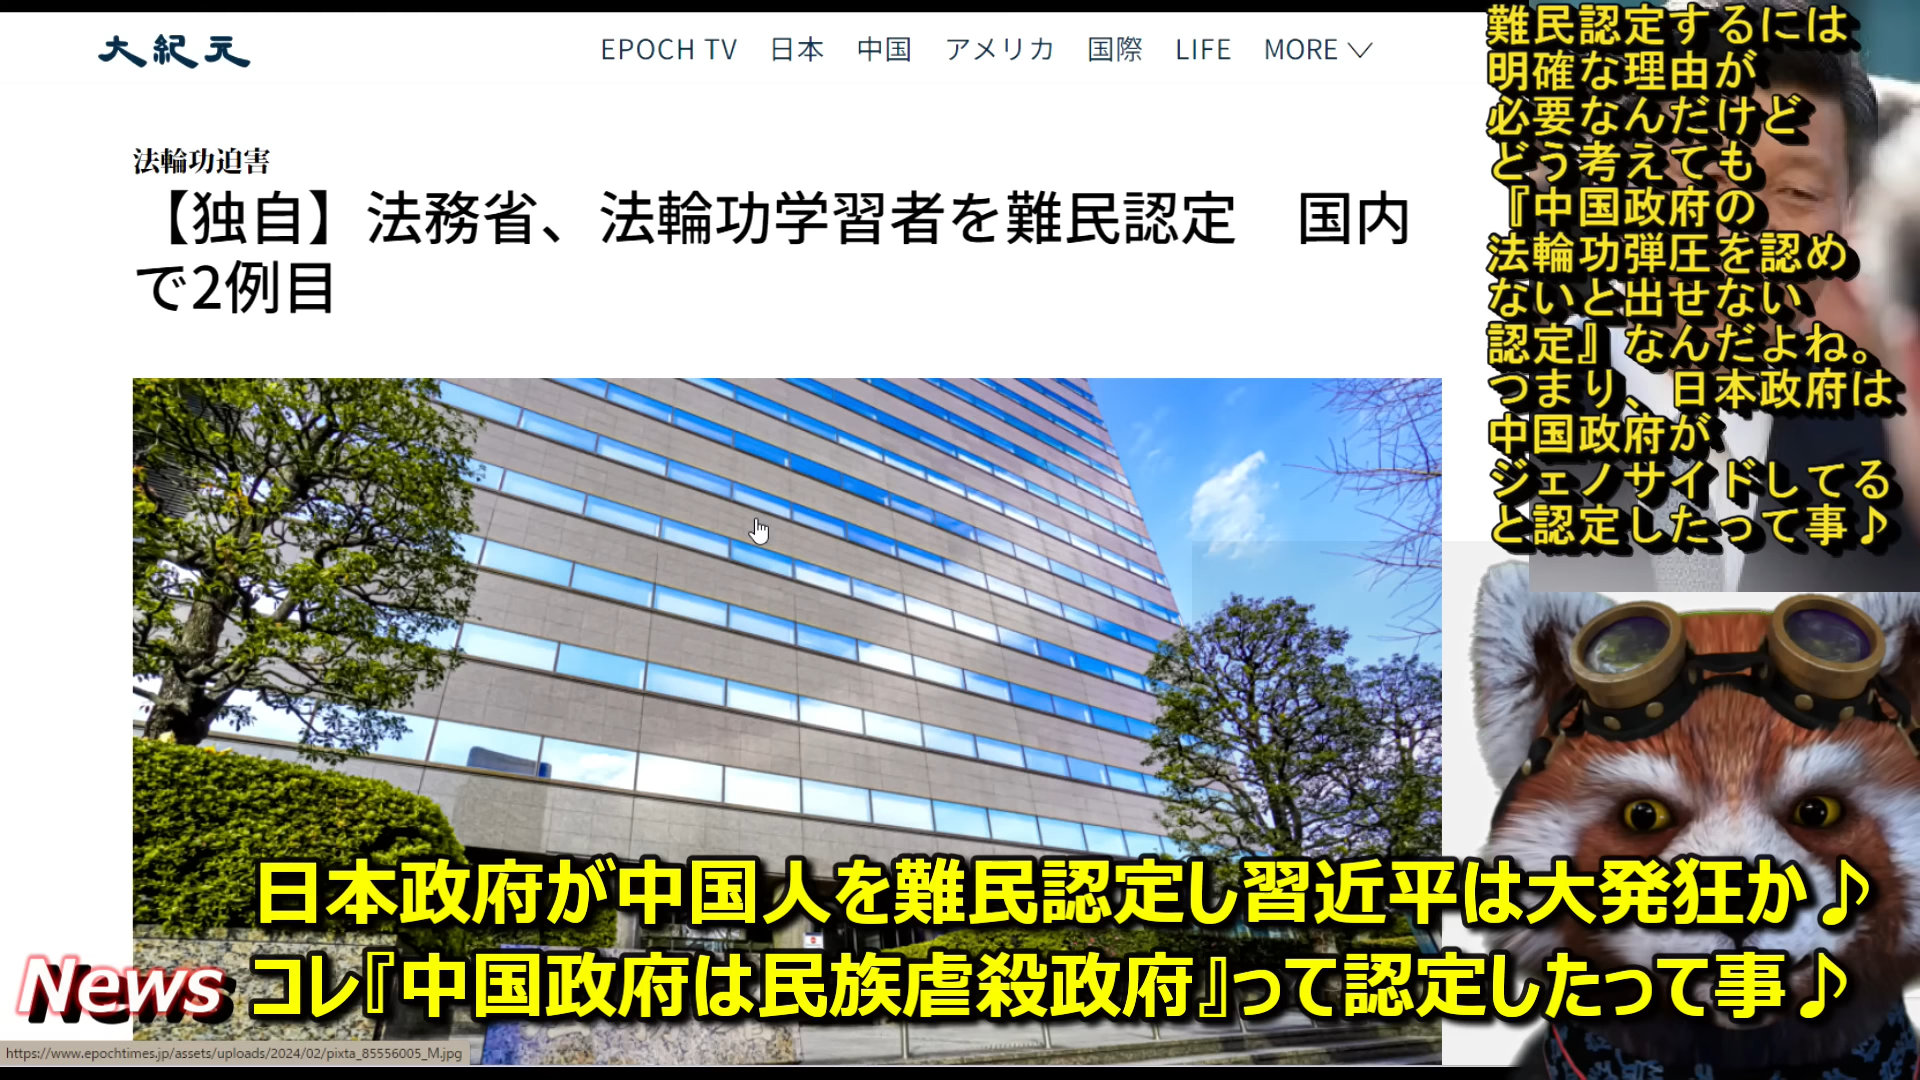 大紀元
EPOCH TV 日本 中国 アメリカ 国際 LIFE MORE
法輪功迫害
【独自】法務省、法輪功学習者を難民認定　国内
で2例目
難民認定するには
明確な理由が
必要なんだけど
どう考えても
『中国政府の
法輪功弾圧を認め
ないと出せない
認定』なんだよね。
つまり、日本政府は
中国政府が
ジェノサイドしてる
と認定したって事♪
日本政府が中国人を難民認定し習近平は大発狂か♪
News
コレ『中国政府は民族虐殺政府』って認定したって事♪
https://www.epochtimes.jp/assets/uploads/2024/02/pixta_85556005_M.jpg